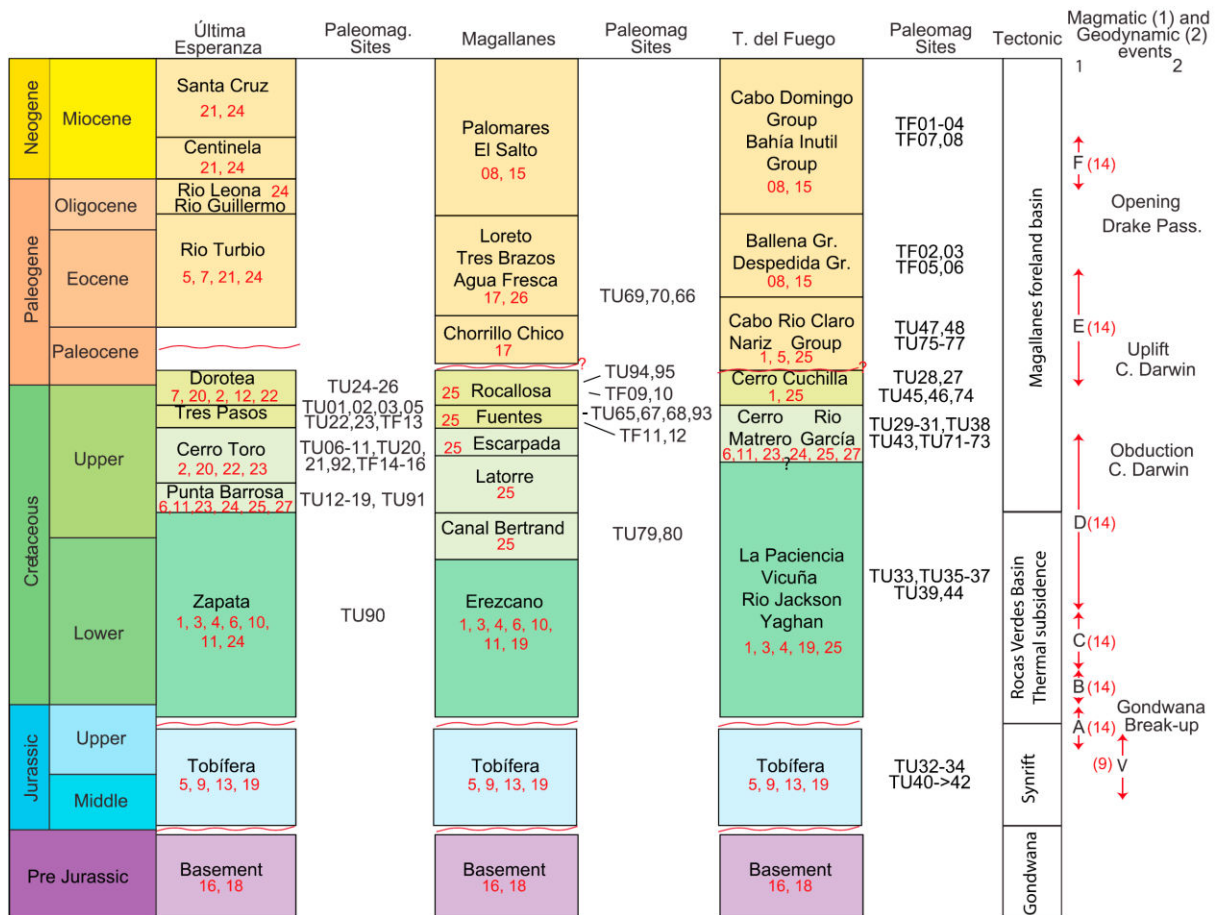 Última
Esperanza
Paleomag.
Sites
Magallanes
Paleomag
Sites
T. del Fuego
Paleomag
Sites
Tectonic
Magmatic (1) and
Geodynamic (2)
events
1 2
Neogene
Miocene
Paleogene
Oligocene
Eocene
Paleocene
Cretaceous
Upper
Lower
Jurassic
Upper
Middle
Pre Jurassic
Santa Cruz
21, 24
Centinela
21, 24
Rio Leona 24
Rio Guillermo
Rio Turbio
5, 7, 21, 24
Dorotea
7, 20, 2, 12, 22
Tres Pasos
Cerro Toro
2, 20, 22, 23
Punta Barrosa
6,11,23, 24, 25, 27
Zapata
1, 3, 4, 6, 10,
11, 24
Tobífera
5, 9, 13, 19
Basement
16, 18
TU24-26
TU01,02,03,05
TU22,23,TF13
TU06-11,TU20,
21,92,TF14-16
TU12-19, TU91
TU90
Palomares
El Salto
08, 15
Loreto
Tres Brazos
Agua Fresca
17, 26
Chorrillo Chico
17
?
25 Rocallosa
25 Fuentes
25 Escarpada
Latorre
25
Canal Bertrand
25
Erezcano
1, 3, 4, 6, 10,
11, 19
Tobífera
5, 9, 13, 19
Basement
16, 18
TU69,70,66
TU94,95
TF09,10
TU65,67,68,93
TF11,12
TU79,80
Cabo Domingo
Group
Bahía Inutil
Group
08, 15
Ballena Gr.
Despedida Gr.
08, 15
Cabo Rio Claro
Nariz Group
1, 5, 25
?
Cerro Cuchilla
1, 25
Cerro Rio
Matrero García
6,11, 23, 24, 25, 27
?
La Paciencia
Vicuña
Rio Jackson
Yaghan
1, 3, 4, 19, 25
Tobífera
5, 9, 13, 19
Basement
16, 18
TF01-04
TF07,08
TF02,03
TF05,06
TU47,48
TU75-77
TU28,27
TU45,46,74
TU29-31,TU38
TU43,TU71-73
TU33,TU35-37
TU39,44
TU32-34
TU40->42
Magallanes foreland basin
Rocas Verdes Basin
Thermal subsidence
Synrift
Gondwana
F (14)
Opening
Drake Pass.
E (14)
Uplift
C. Darwin
Obduction
C. Darwin
D (14)
C (14)
B (14)
Gondwana
Break-up
A (14)
(9) V